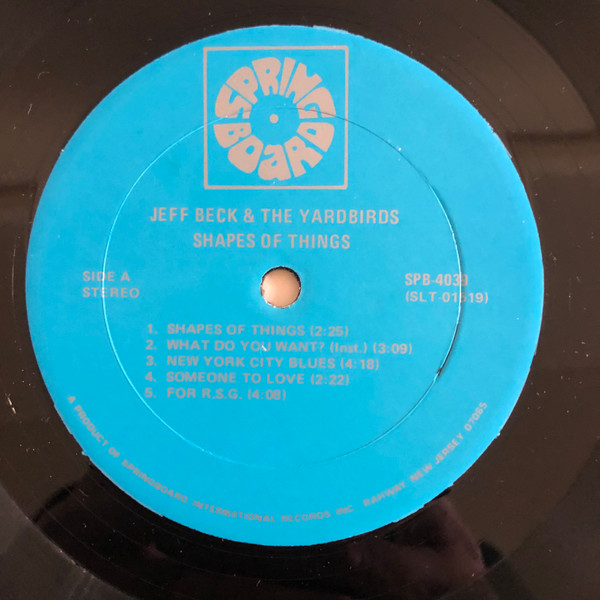 SPRING
BOARD
JEFF BECK & THE YARDBIRDS
SHAPES OF THINGS
SIDE A
STEREO
SPB-4039
(SLT-01519)
1. SHAPES OF THINGS (2:25)
2. WHAT DO YOU WANT? (Inst.) (3:09)
3. NEW YORK CITY BLUES (4:18)
4. SOMEONE TO LOVE (2:22)
5. FOR R.S.G. (4:08)
A PRODUCT OF SPRINGBOARD INTERNATIONAL RECORDS INC. RAHWAY NEW JERSEY 07065